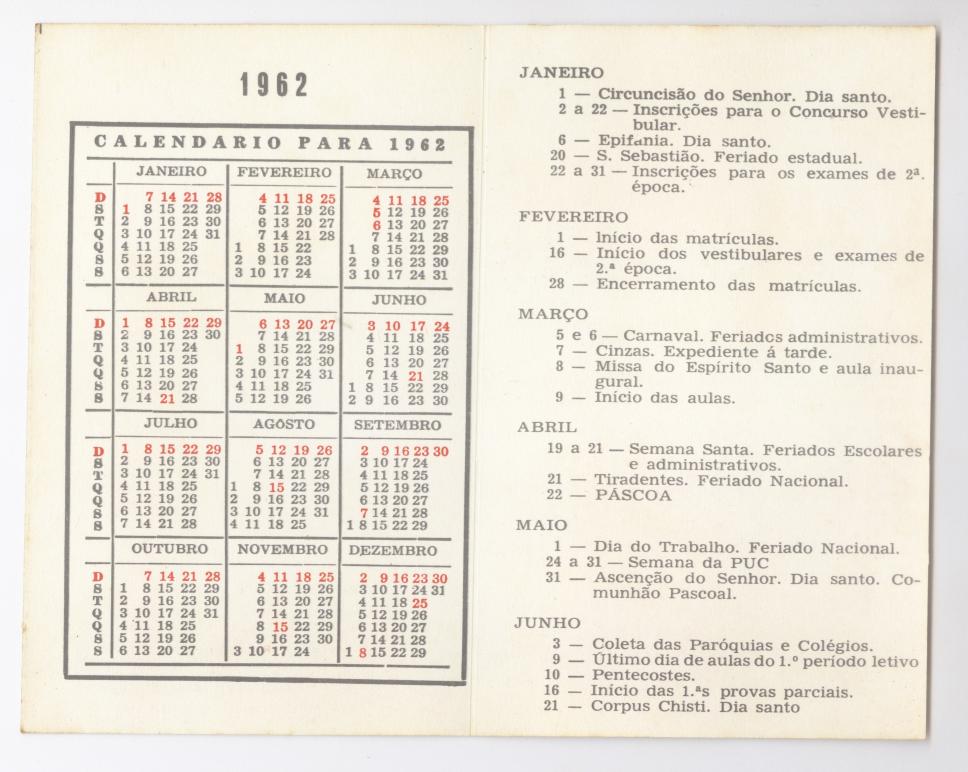 1962
CALENDARIO PARA 1962
JANEIRO FEVEREIRO MARÇO
D 7 14 21 28 4 11 18 25 4 11 18 25
S 1 8 15 22 29 5 12 19 26 5 12 19 26
T 2 9 16 23 30 6 13 20 27 6 13 20 27
Q 3 10 17 24 31 7 14 21 28 7 14 21 28
Q 4 11 18 25 1 8 15 22 1 8 15 22 29
S 5 12 19 26 2 9 16 23 2 9 16 23 30
S 6 13 20 27 3 10 17 24 3 10 17 24 31
ABRIL MAIO JUNHO
D 1 8 15 22 29 6 13 20 27 3 10 17 24
S 2 9 16 23 30 7 14 21 28 4 11 18 25
T 3 10 17 24 1 8 15 22 29 5 12 19 26
Q 4 11 18 25 2 9 16 23 30 6 13 20 27
Q 5 12 19 26 3 10 17 24 31 7 14 21 28
S 6 13 20 27 4 11 18 25 1 8 15 22 29
S 7 14 21 28 5 12 19 26 2 9 16 23 30
JULHO AGÓSTO SETEMBRO
D 1 8 15 22 29 5 12 19 26 2 9 16 23 30
S 2 9 16 23 30 6 13 20 27 3 10 17 24
T 3 10 17 24 31 7 14 21 28 4 11 18 25
Q 4 11 18 25 1 8 15 22 29 5 12 19 26
Q 5 12 19 26 2 9 16 23 30 6 13 20 27
S 6 13 20 27 3 10 17 24 31 7 14 21 28
S 7 14 21 28 4 11 18 25 1 8 15 22 29
OUTUBRO NOVEMBRO DEZEMBRO
D 7 14 21 28 4 11 18 25 2 9 16 23 30
S 1 8 15 22 29 5 12 19 26 3 10 17 24 31
T 2 9 16 23 30 6 13 20 27 4 11 18 25
Q 3 10 17 24 31 7 14 21 28 5 12 19 26
Q 4 11 18 25 8 15 22 29 6 13 20 27
S 5 12 19 26 9 16 23 30 7 14 21 28
S 6 13 20 27 3 10 17 24 1 8 15 22 29
JANEIRO
1 — Circuncisão do Senhor. Dia santo.
2 a 22 — Inscrições para o Concurso Vesti-
bular.
6 — Epifania. Dia santo.
20 — S. Sebastião. Feriado estadual.
22 a 31 — Inscrições para os exames de 2ª.
época.
FEVEREIRO
1 — Início das matrículas.
16 — Início dos vestibulares e exames de
2.ª época.
28 — Encerramento das matrículas.
MARÇO
5 e 6 — Carnaval. Feriados administrativos.
7 — Cinzas. Expediente á tarde.
8 — Missa do Espírito Santo e aula inau-
gural.
9 — Início das aulas.
ABRIL
19 a 21 — Semana Santa. Feriados Escolares
e administrativos.
21 — Tiradentes. Feriado Nacional.
22 — PÁSCOA
MAIO
1 — Dia do Trabalho. Feriado Nacional.
24 a 31 — Semana da PUC
31 — Ascenção do Senhor. Dia santo. Co-
munhão Pascoal.
JUNHO
3 — Coleta das Paróquias e Colégios.
9 — Último dia de aulas do 1.º período letivo
10 — Pentecostes.
16 — Início das 1.ªs provas parciais.
21 — Corpus Chisti. Dia santo